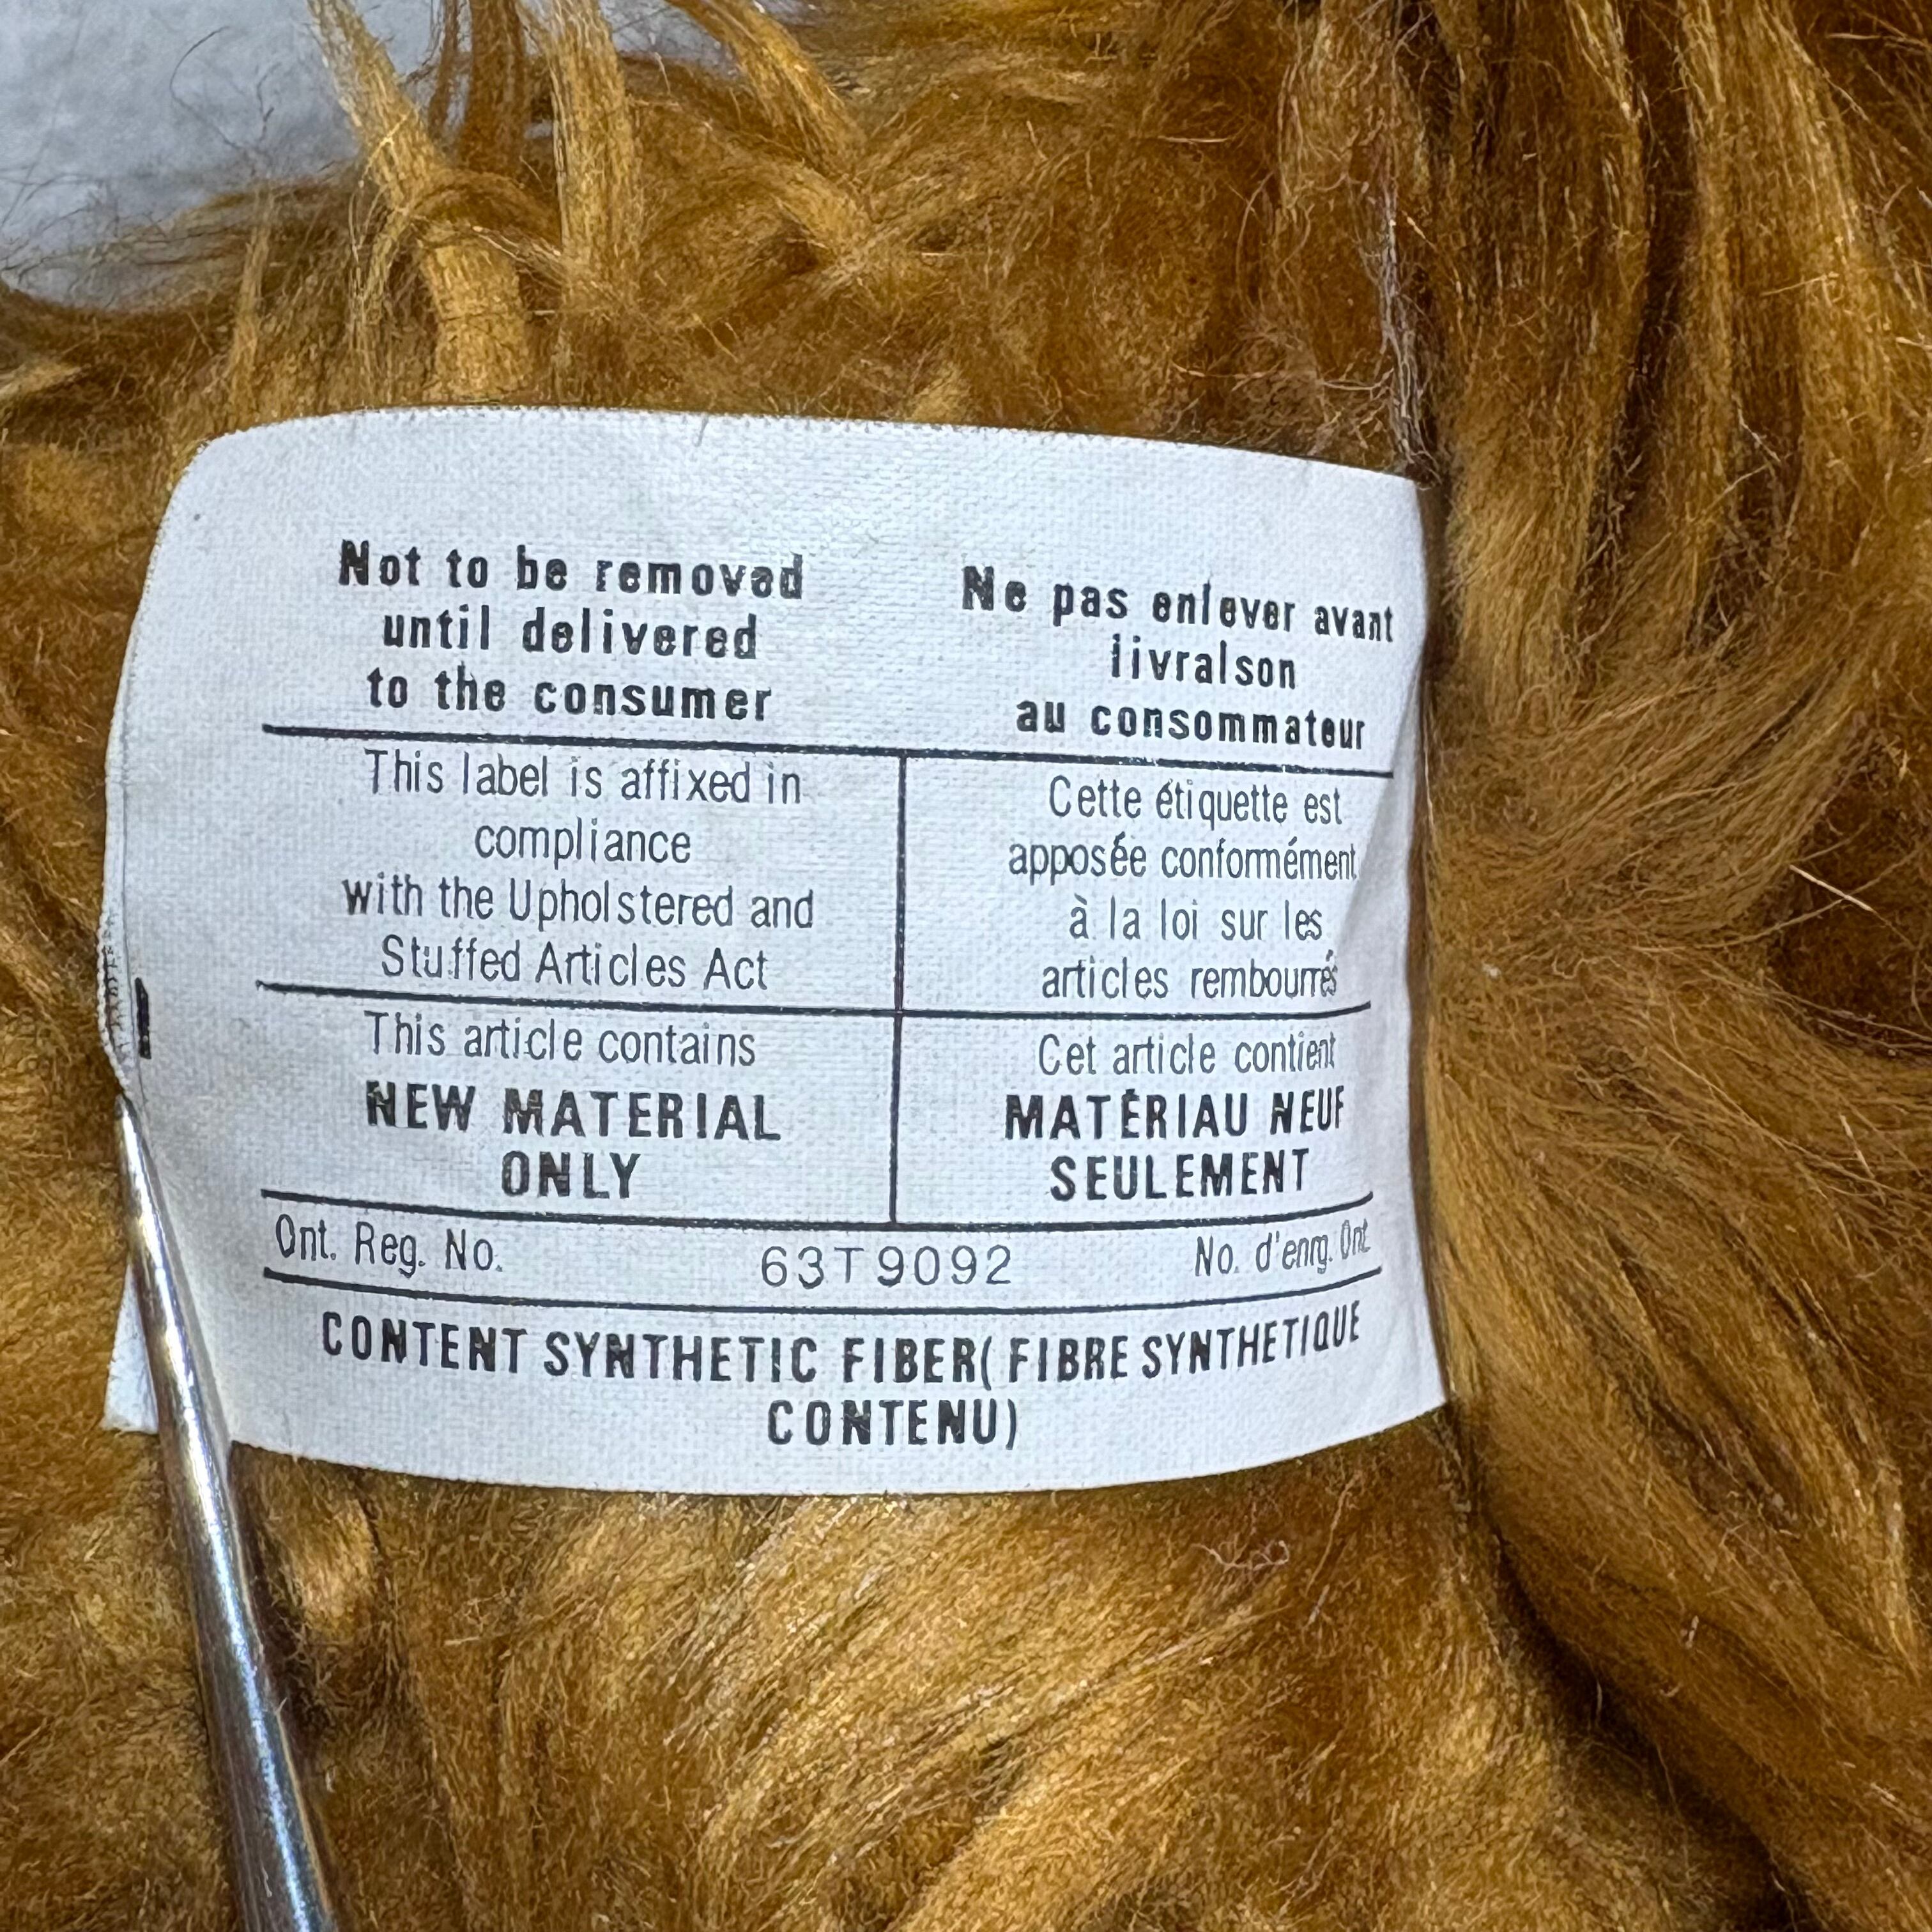 Not to be removed
until delivered
to the consumer
Ne pas enlever avant
livraison
au consommateur
This label is affixed in
compliance
with the Upholstered and
Stuffed Articles Act
Cette étiquette est
apposée conformément
à la loi sur les
articles rembourrés
This article contains
NEW MATERIAL
ONLY
Cet article contient
MATÉRIAU NEUF
SEULEMENT
Ont. Reg. No. 63T9092 No. d'enrg. Ont.
CONTENT SYNTHETIC FIBER( FIBRE SYNTHETIQUE
CONTENU)